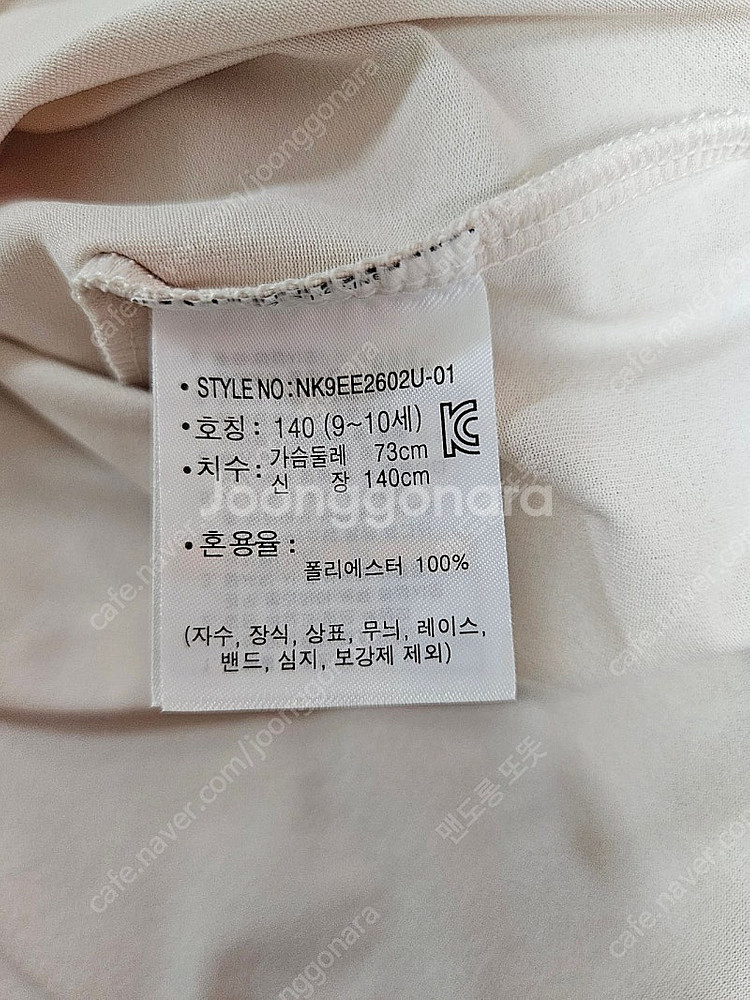 • STYLE NO : NK9EE2602U-01
• 호칭 : 140 (9~10세)
• 치수 : 가슴둘레 73cm
신 장 140cm
• 혼용율 :
폴리에스터 100%
(자수, 장식, 상표, 무늬, 레이스,
밴드, 심지, 보강제 제외)
Joonggonara
cafe.naver.com/joonggonara
맨도롱 또똣